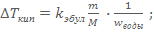 ΔT_кип = k_эбул m/M · 1/w_воды ;